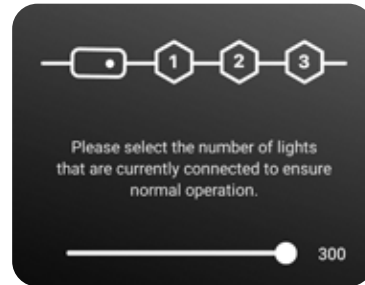 1 2 3
Please select the number of lights
that are currently connected to ensure
normal operation.
300